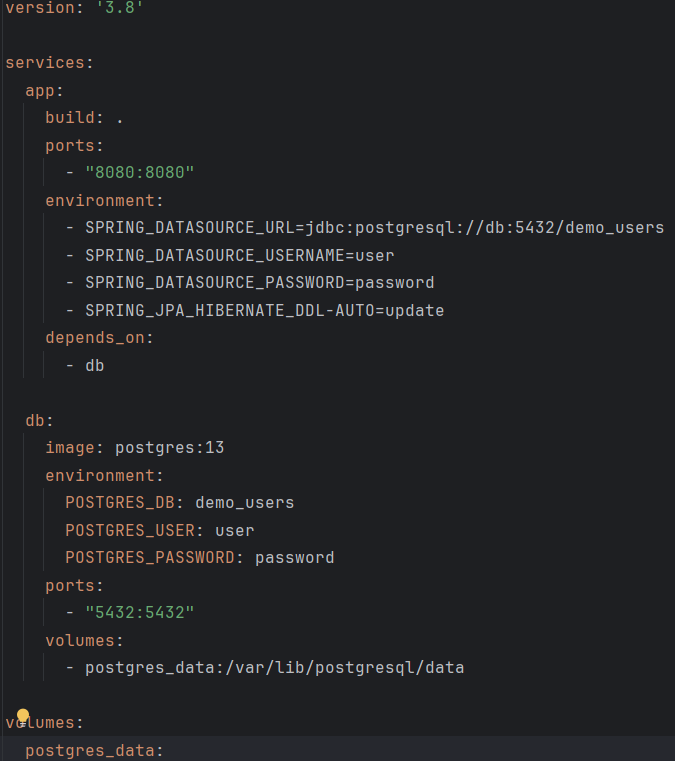 version: '3.8'
services:
app:
build: .
ports:
- "8080:8080"
environment:
- SPRING_DATASOURCE_URL=jdbc:postgresql://db:5432/demo_users
- SPRING_DATASOURCE_USERNAME=user
- SPRING_DATASOURCE_PASSWORD=password
- SPRING_JPA_HIBERNATE_DDL-AUTO=update
depends_on:
- db
db:
image: postgres:13
environment:
POSTGRES_DB: demo_users
POSTGRES_USER: user
POSTGRES_PASSWORD: password
ports:
- "5432:5432"
volumes:
- postgres_data:/var/lib/postgresql/data
volumes:
postgres_data: